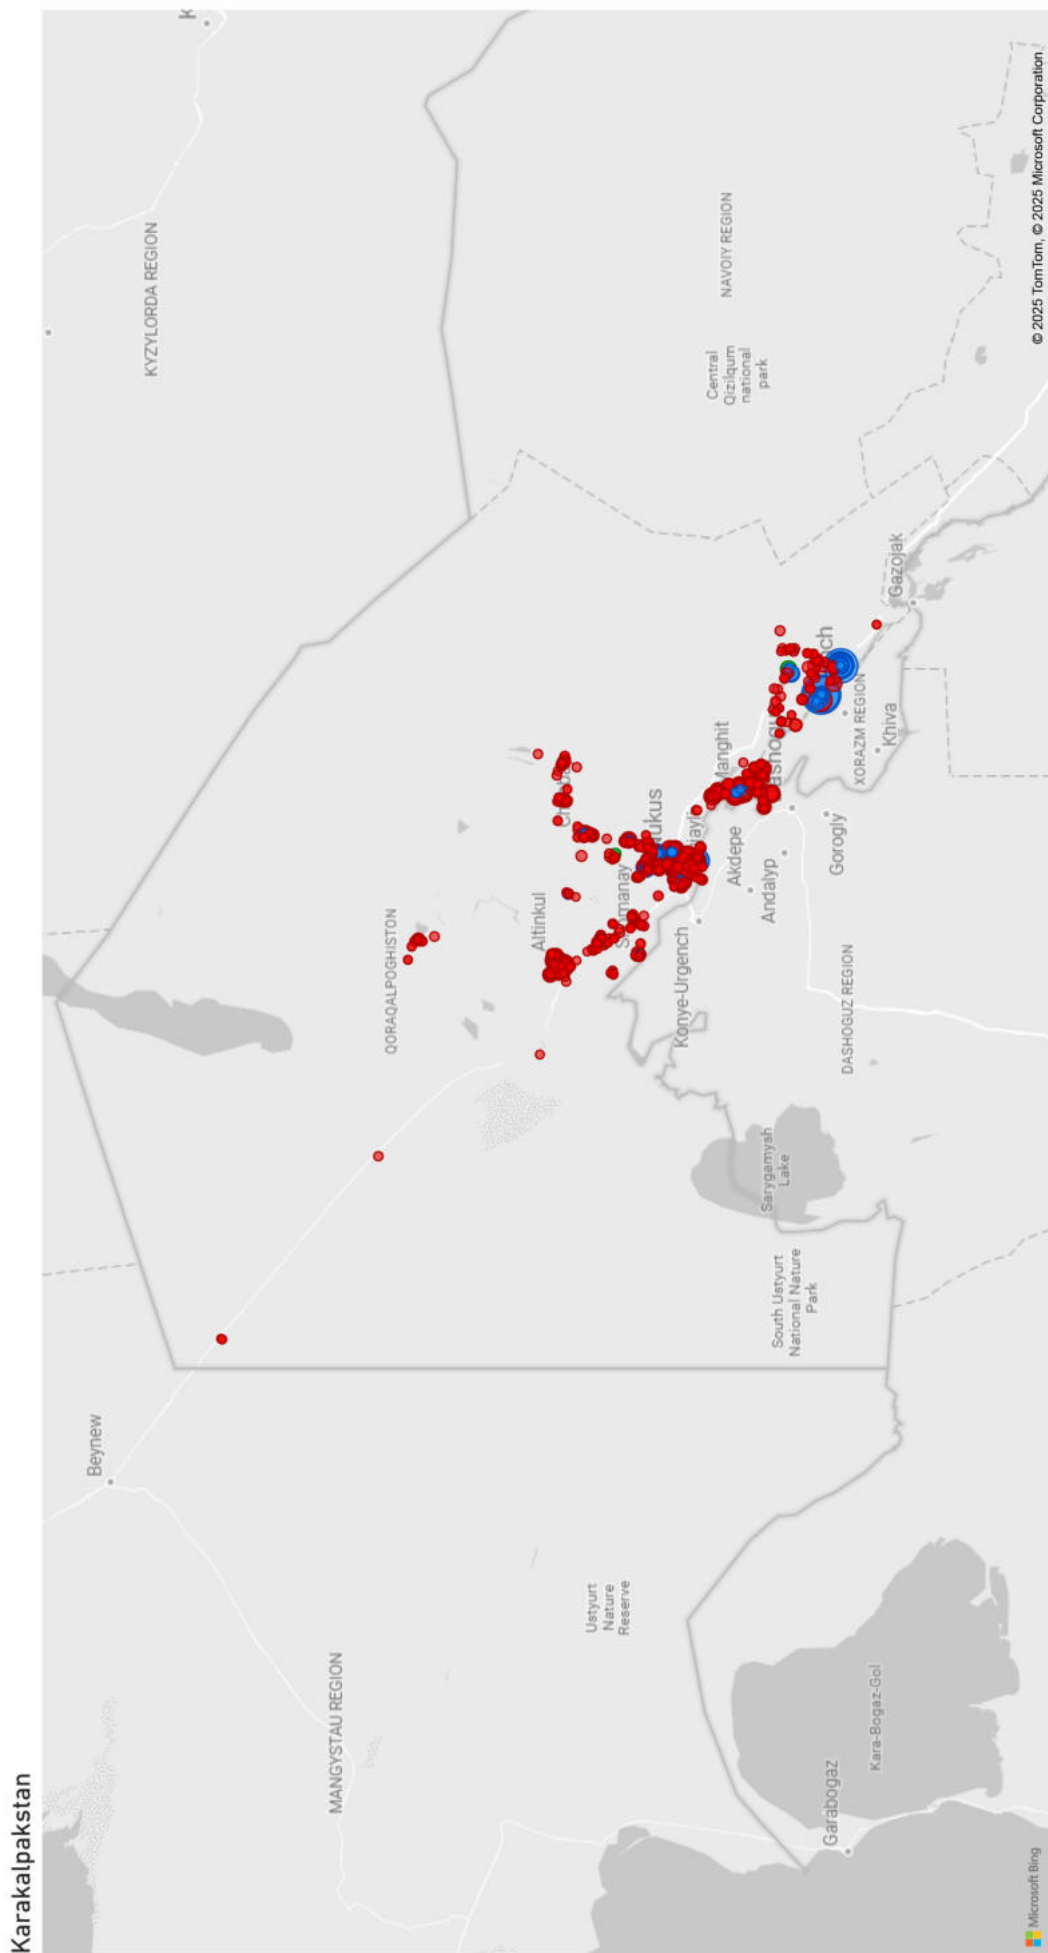 Karakalpakstan
KYZYLORDA REGION
NAVOIY REGION
Central
Qizilqum
national
park
Gazojak
XORAZM REGION
Khiva
Manghit
Gorogly
Akdepe
Andalyp
Altinkul
QORAQALPOGHISTON
Konye-Urgench
DASHOGUZ REGION
Sarygamysh
Lake
South Ustyurt
National Nature
Park
Beynew
Ustyurt
Nature
Reserve
MANGYSTAU REGION
Kara-Bogaz-Gol
Garabogaz
Microsoft Bing
© 2025 TomTom, © 2025 Microsoft Corporation